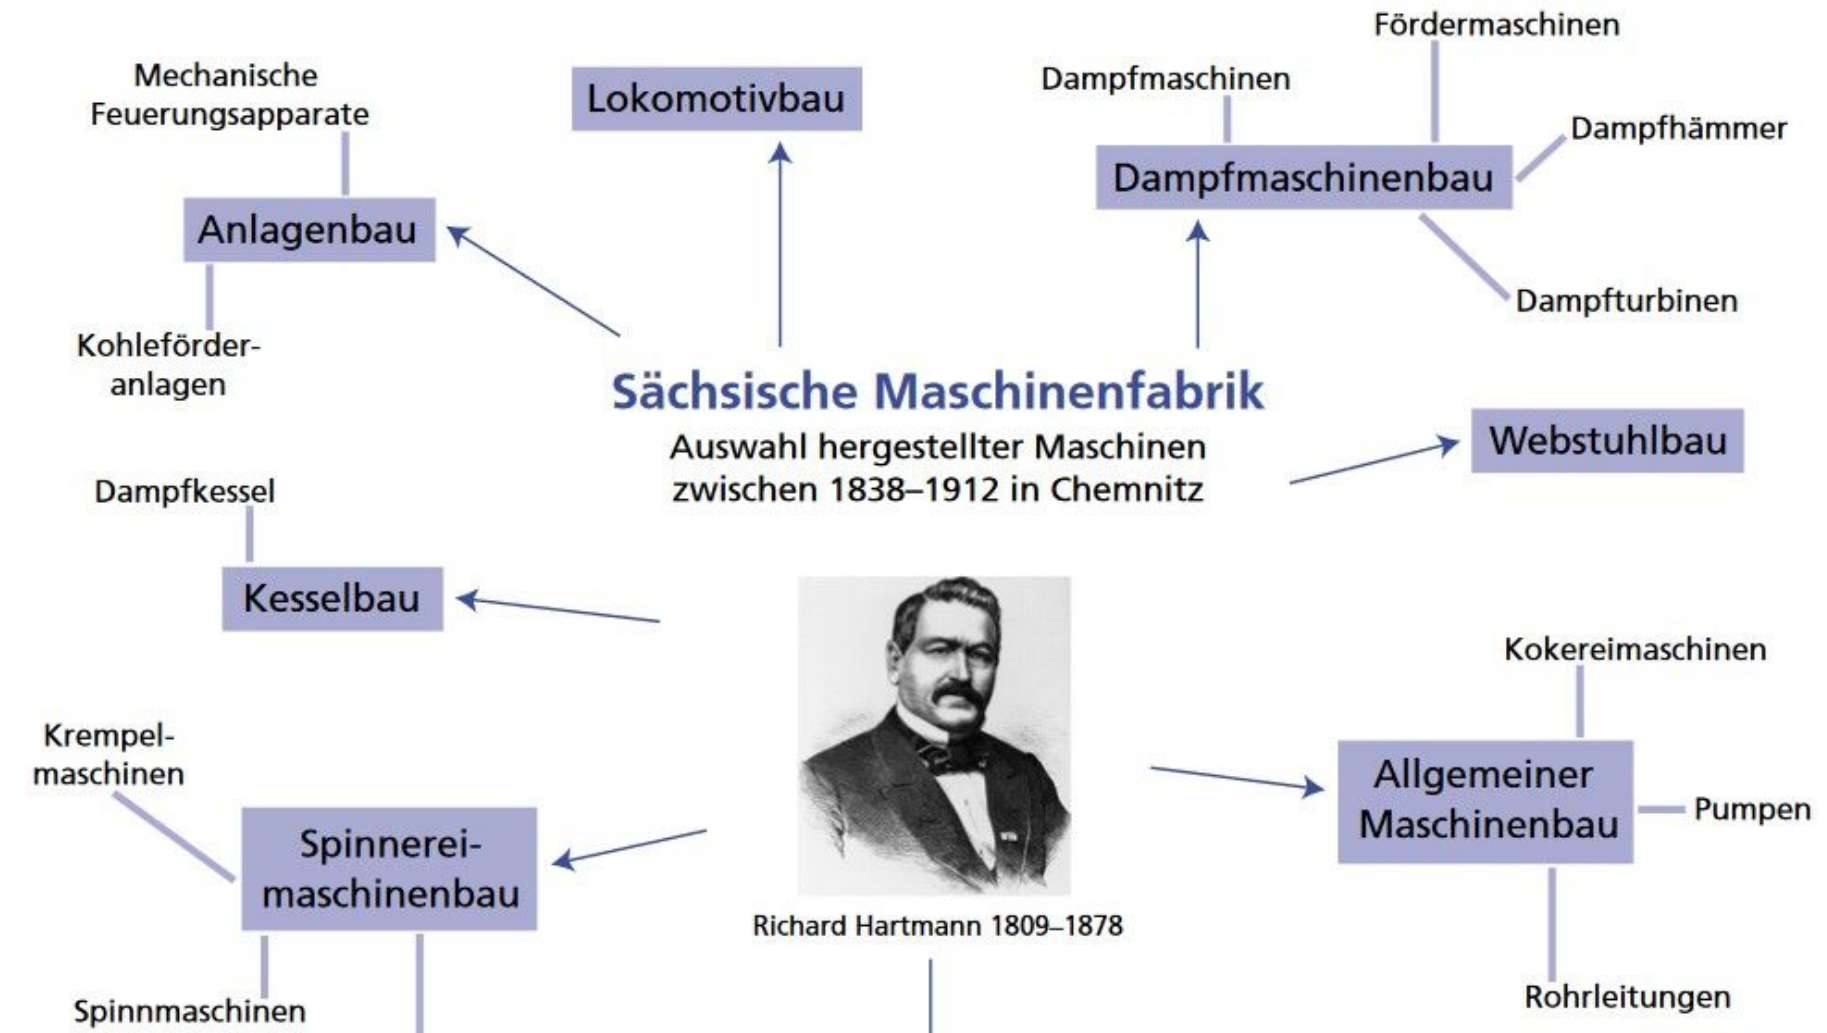 Fördermaschinen
Mechanische
Feuerungsapparate
Lokomotivbau
Dampfmaschinen
Dampfhämmer
Dampfmaschinenbau
Anlagenbau
Dampfturbinen
Kohleförder-
anlagen
Sächsische Maschinenfabrik
Auswahl hergestellter Maschinen
zwischen 1838–1912 in Chemnitz
Webstuhlbau
Dampfkessel
Kesselbau
Kokereimaschinen
Krempel-
maschinen
Allgemeiner
Maschinenbau
Pumpen
Spinnerei-
maschinenbau
Richard Hartmann 1809–1878
Spinnmaschinen
Rohrleitungen